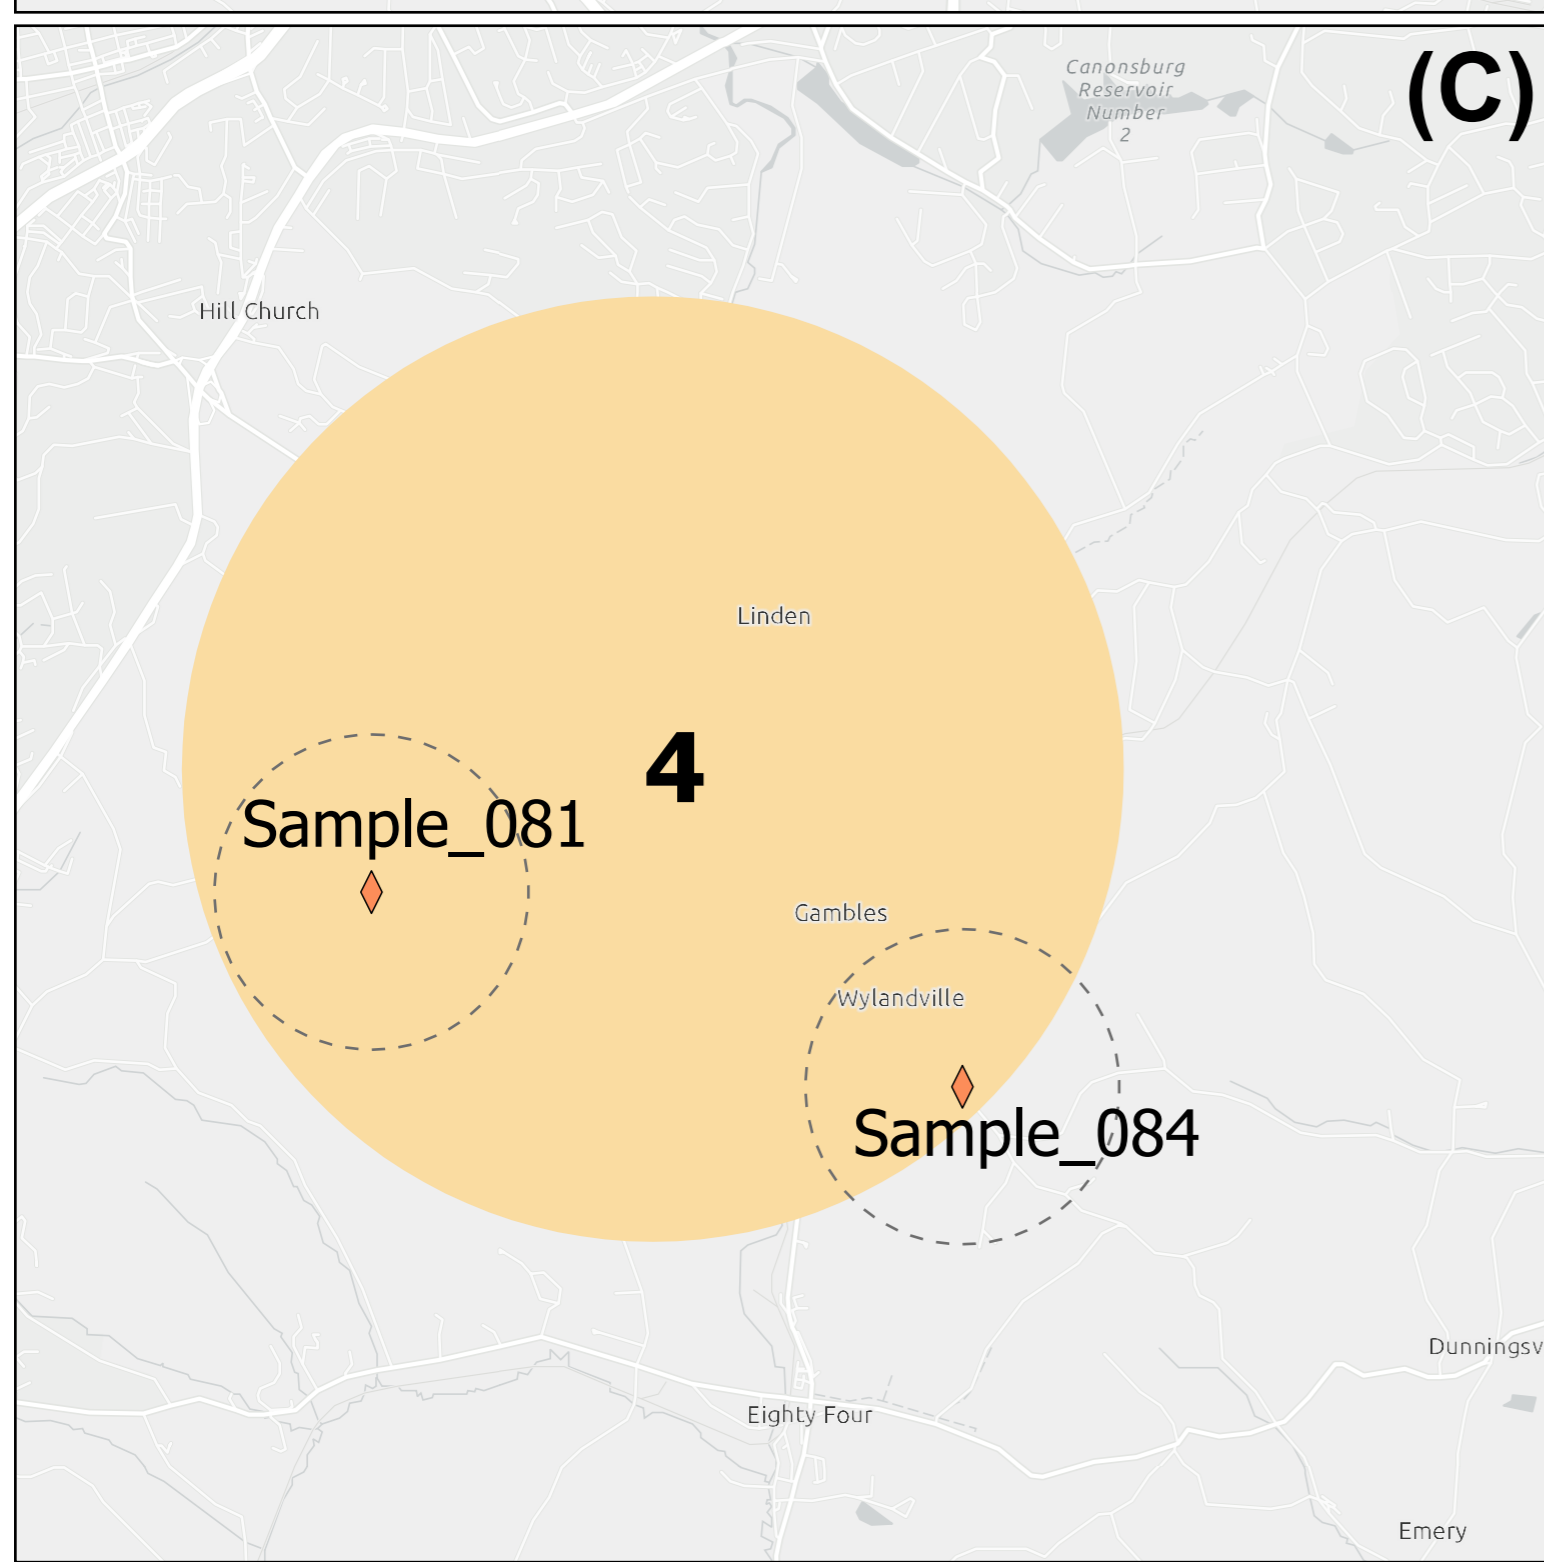 (C)
Canonsburg
Reservoir
Number
2
Hill Church
Linden
4
Sample_081
Gambles
Wylandville
Sample_084
Dunningsv
Eighty Four
Emery